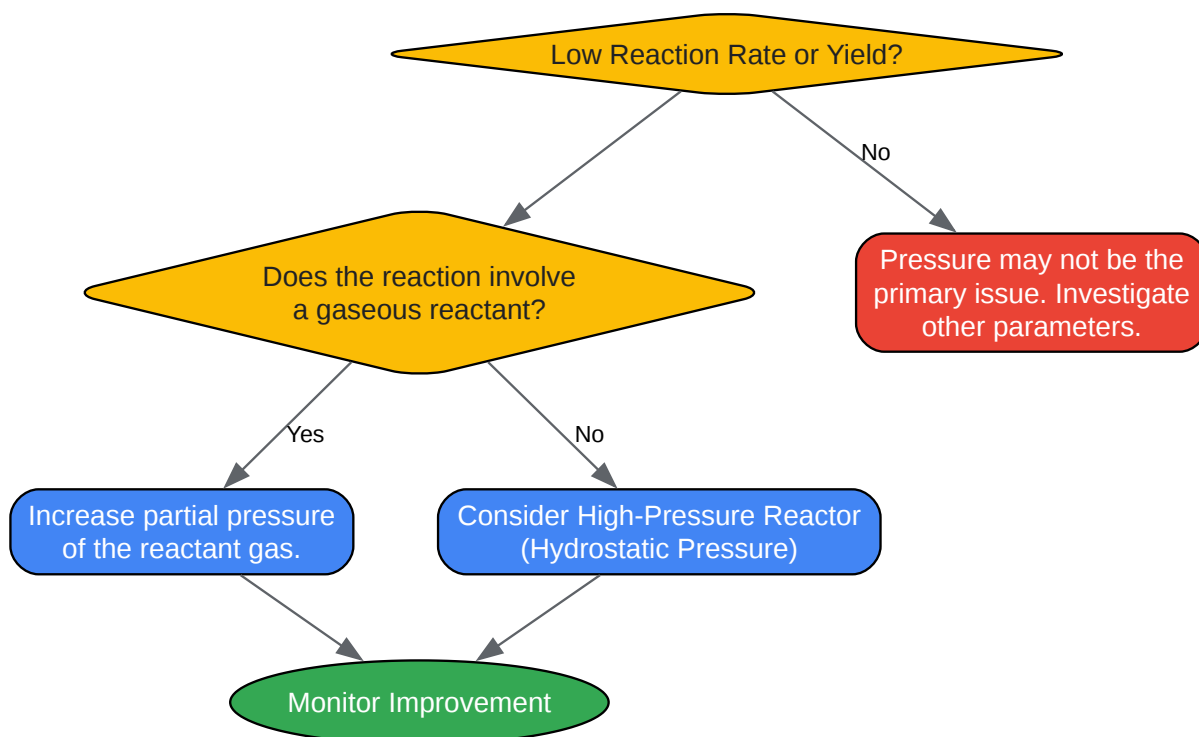 Low Reaction Rate or Yield?
No
Does the reaction involve
a gaseous reactant?
Pressure may not be the
primary issue. Investigate
other parameters.
Yes
No
Increase partial pressure
of the reactant gas.
Consider High-Pressure Reactor
(Hydrostatic Pressure)
Monitor Improvement